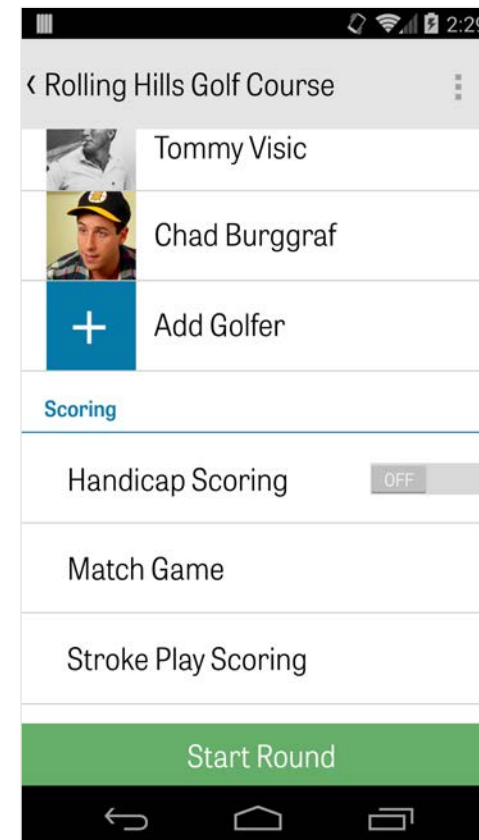 2:29
Rolling Hills Golf Course
Tommy Visic
Chad Burggraf
Add Golfer
Scoring
Handicap Scoring
OFF
Match Game
Stroke Play Scoring
Start Round